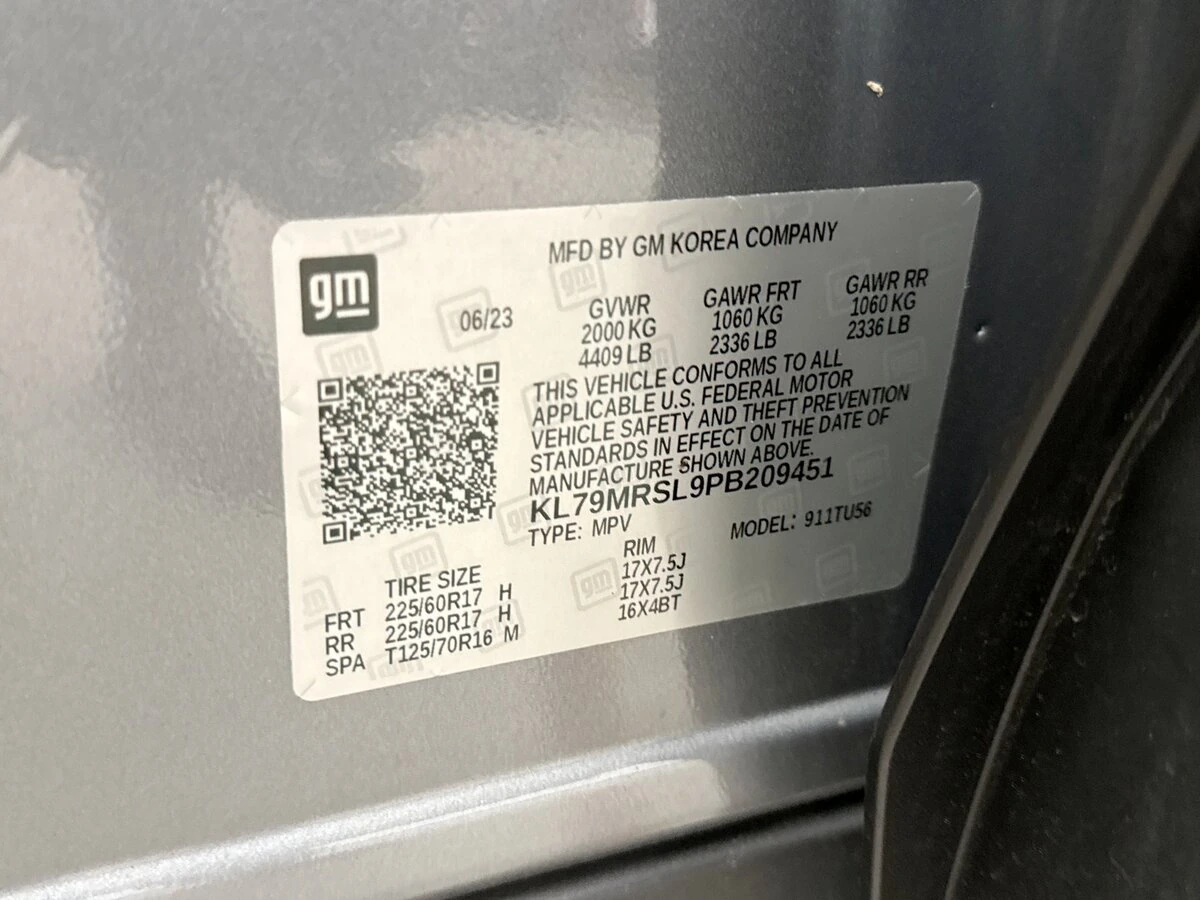 gm
MFD BY GM KOREA COMPANY
06/23
GVWR GAWR FRT GAWR RR
2000 KG 1060 KG 1060 KG
4409 LB 2336 LB 2336 LB
THIS VEHICLE CONFORMS TO ALL
APPLICABLE U.S. FEDERAL MOTOR
VEHICLE SAFETY AND THEFT PREVENTION
STANDARDS IN EFFECT ON THE DATE OF
MANUFACTURE SHOWN ABOVE.
KL79MRSL9PB209451
TYPE: MPV MODEL: 911TU56
TIRE SIZE RIM
FRT 225/60R17 H 17X7.5J
RR 225/60R17 H 17X7.5J
SPA T125/70R16 M 16X4BT